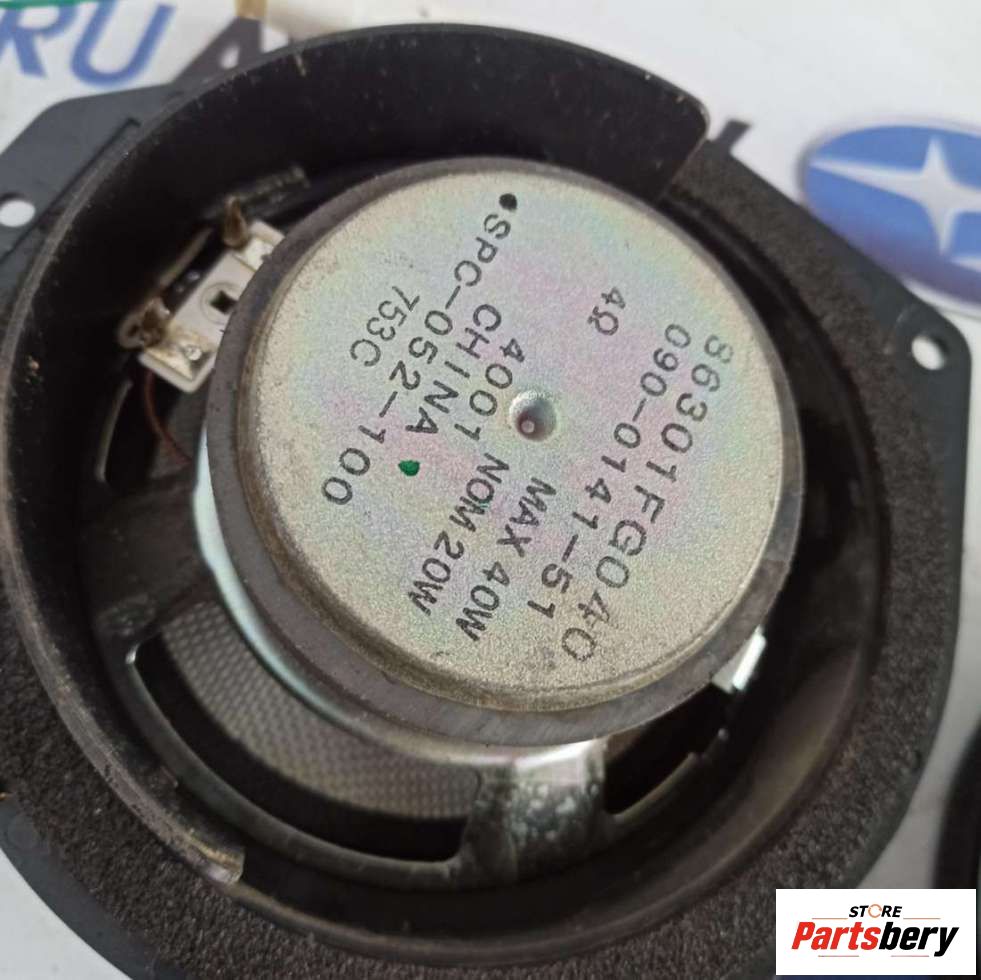 RU A
86301FG040
090-0141-51
4Ω MAX 40W
4001 NOM 20W
CHINA
SPC-052-100
753C
STORE
Partsbery